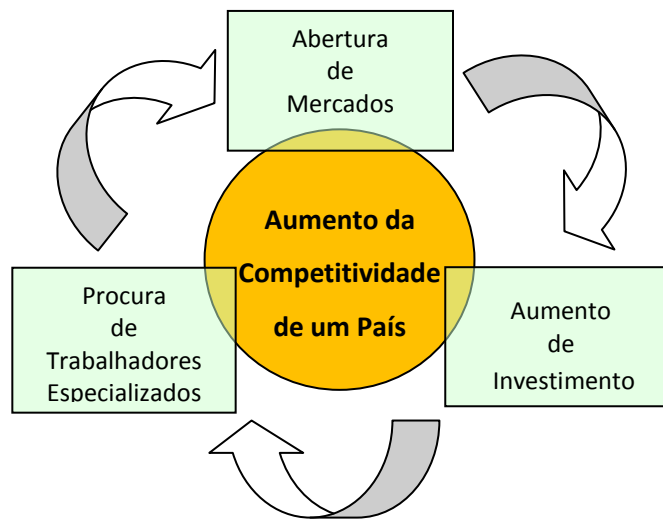 Abertura
de
Mercados
Aumento da
Competitividade
de um País
Procura
de
Trabalhadores
Especializados
Aumento
de
Investimento